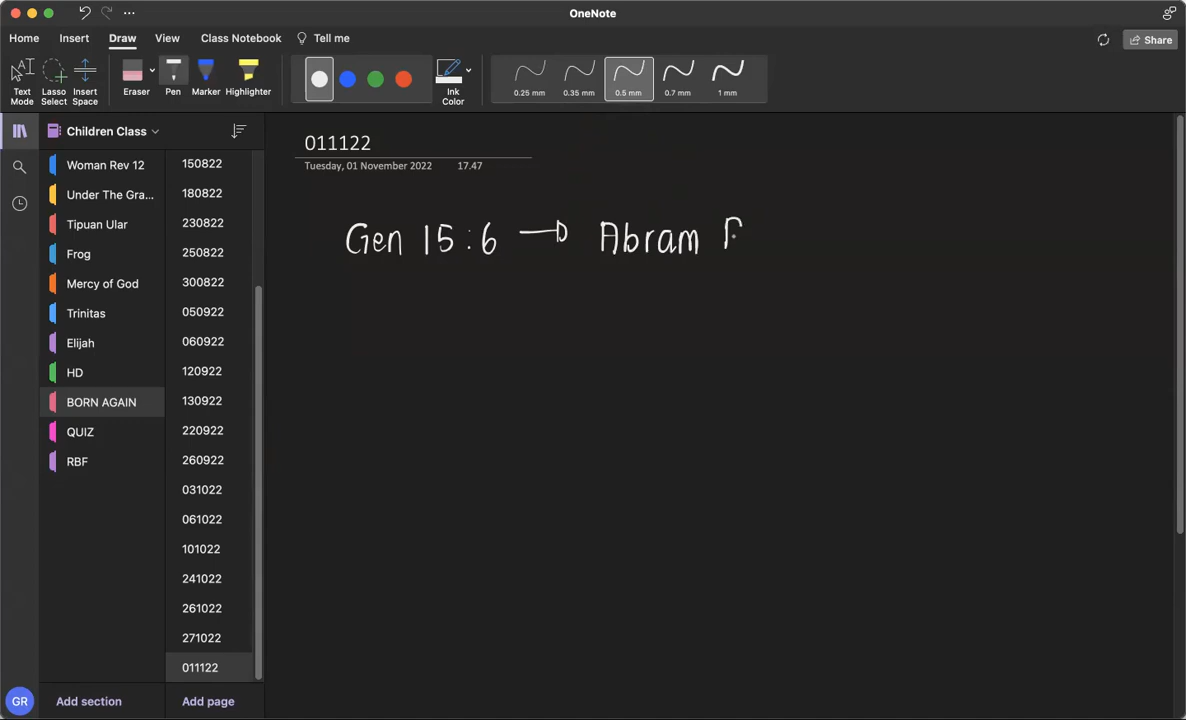 OneNote
Home Insert Draw View Class Notebook Tell me
Share
Text Mode
Lasso Select
Insert Space
Eraser
Pen
Marker
Highlighter
Ink Color
0.25 mm
0.35 mm
0.5 mm
0.7 mm
1 mm
Children Class
Woman Rev 12
Under The Gra...
Tipuan Ular
Frog
Mercy of God
Trinitas
Elijah
HD
BORN AGAIN
QUIZ
RBF
Add section
150822
180822
230822
250822
300822
050922
060922
120922
130922
220922
260922
031022
061022
101022
241022
261022
271022
011122
Add page
GR
011122
Tuesday, 01 November 2022 17.47
Gen 15:6 → Abram